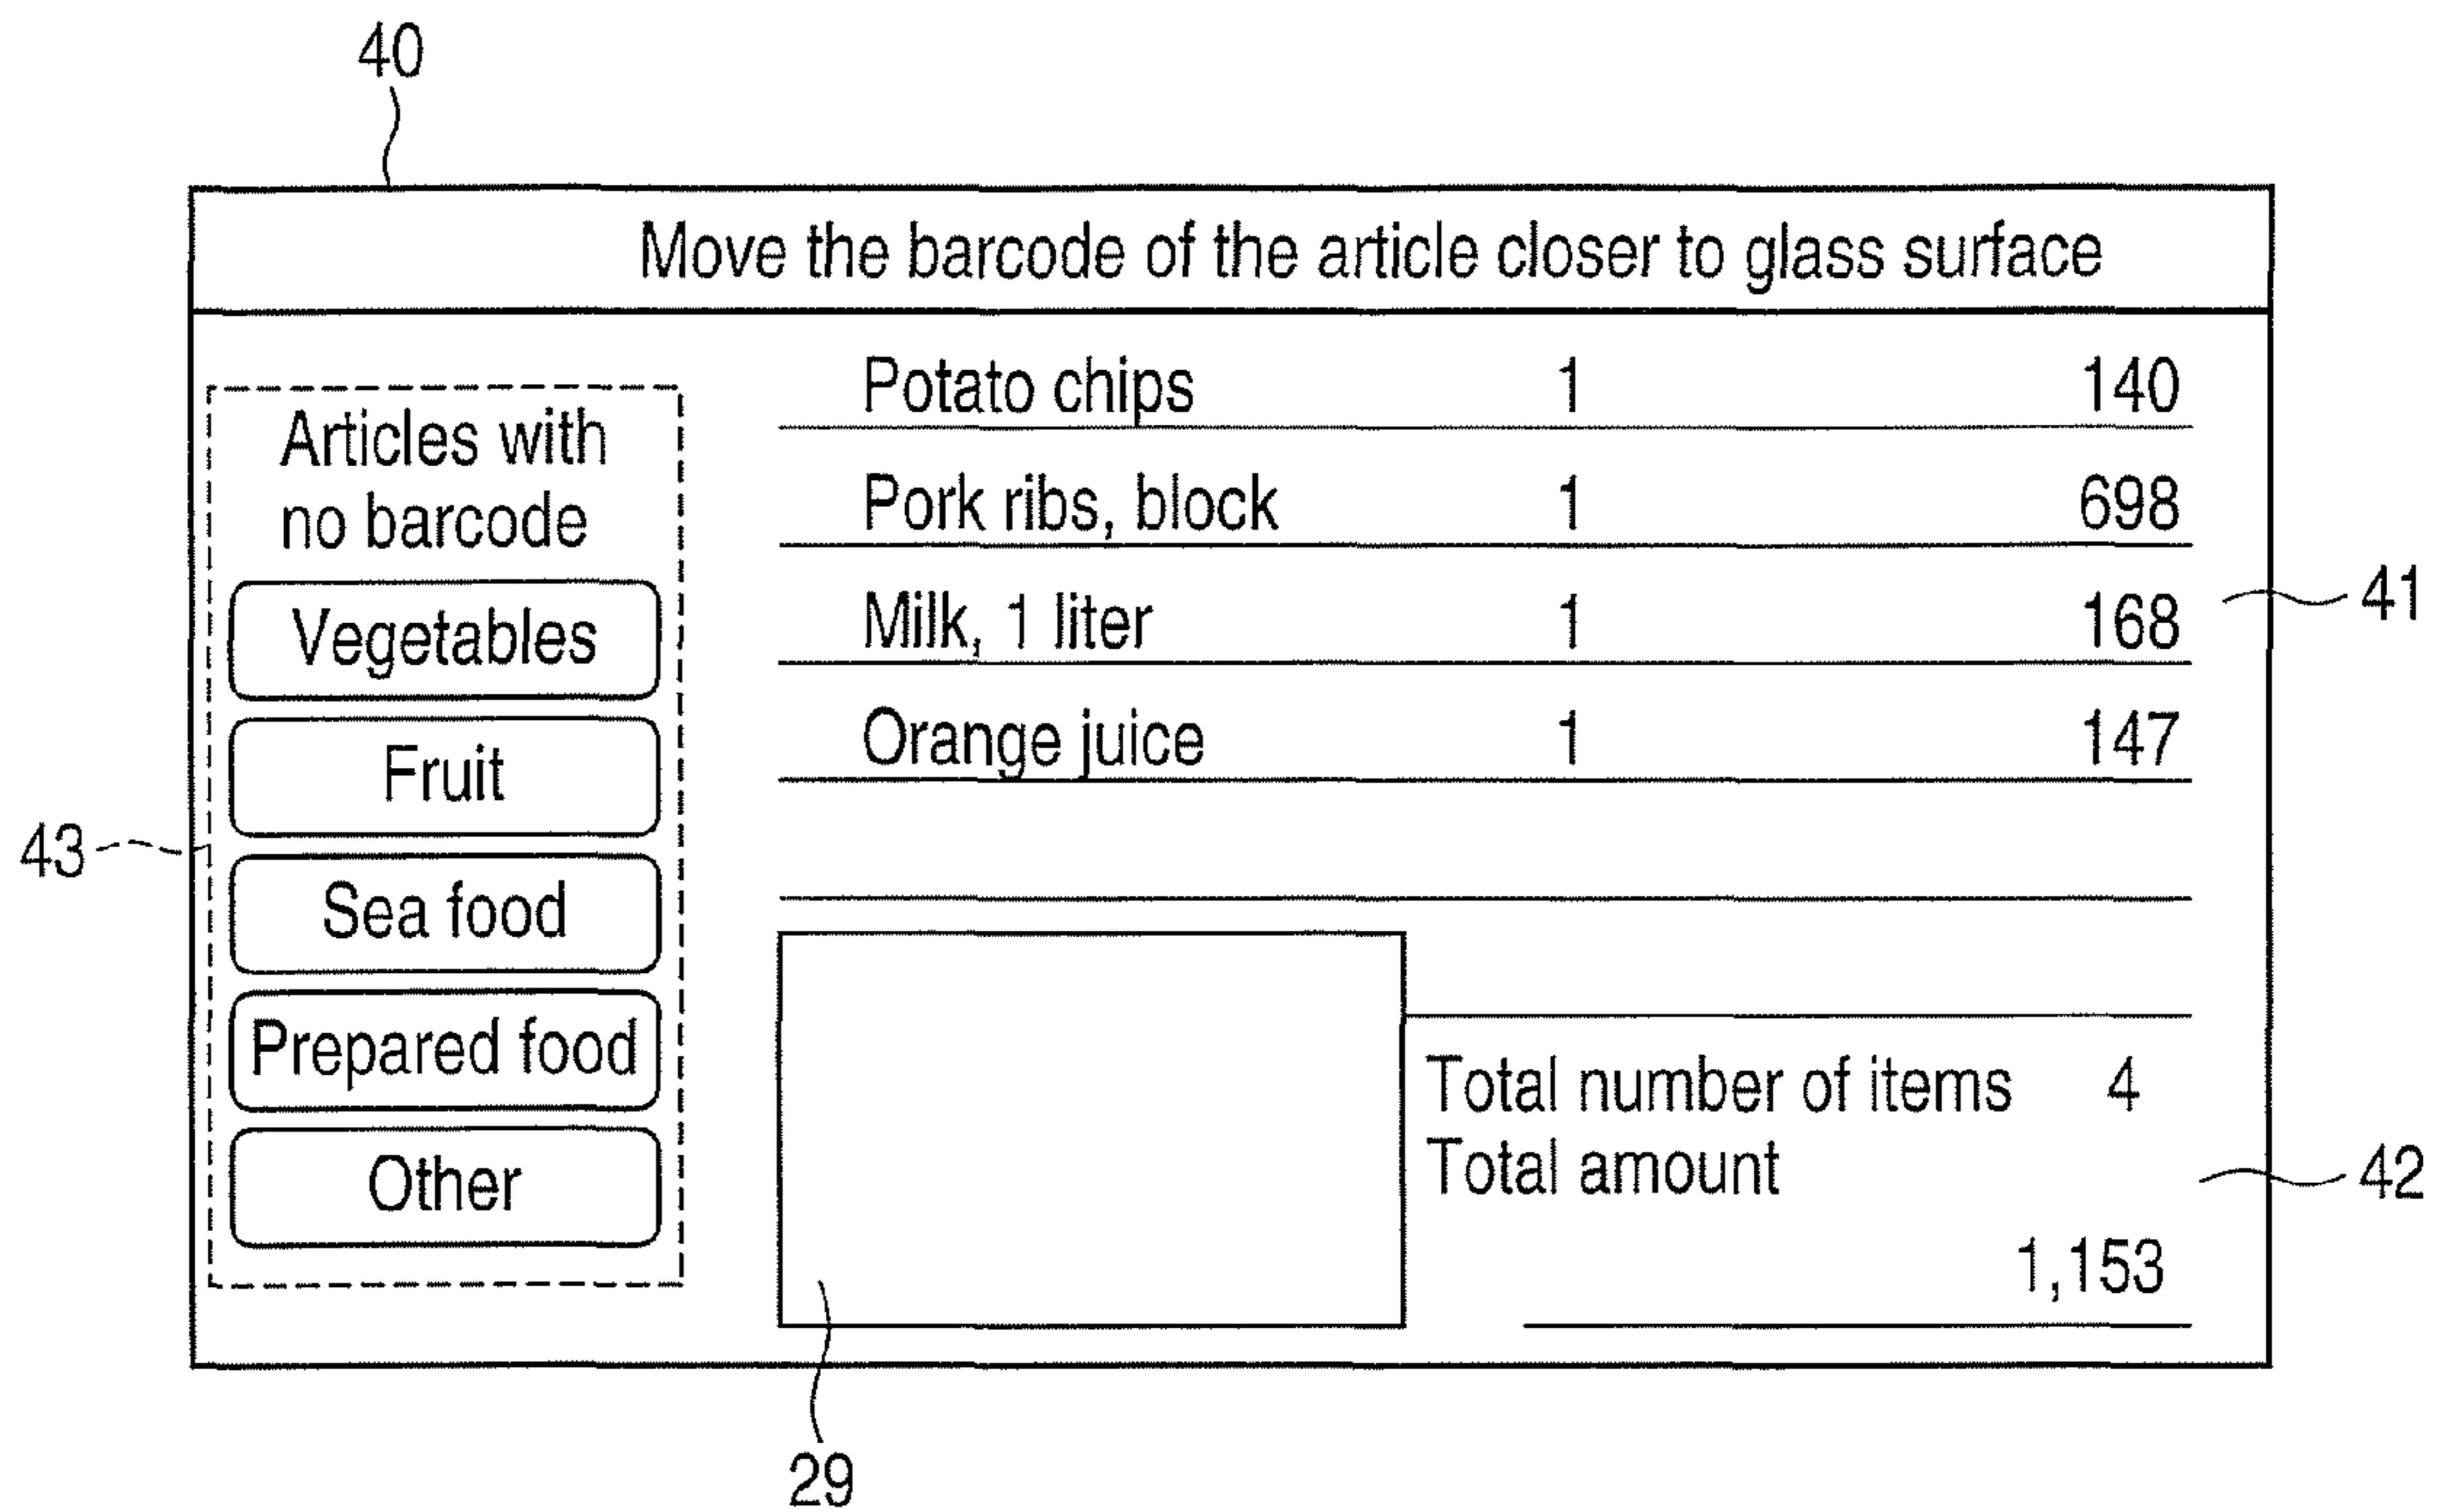 40
Move the barcode of the article closer to glass surface
Articles with
no barcode
Vegetables
Fruit
Sea food
Prepared food
Other
43
Potato chips 1 140
Pork ribs, block 1 698
Milk, 1 liter 1 168
Orange juice 1 147
41
Total number of items 4
Total amount
1,153
42
29